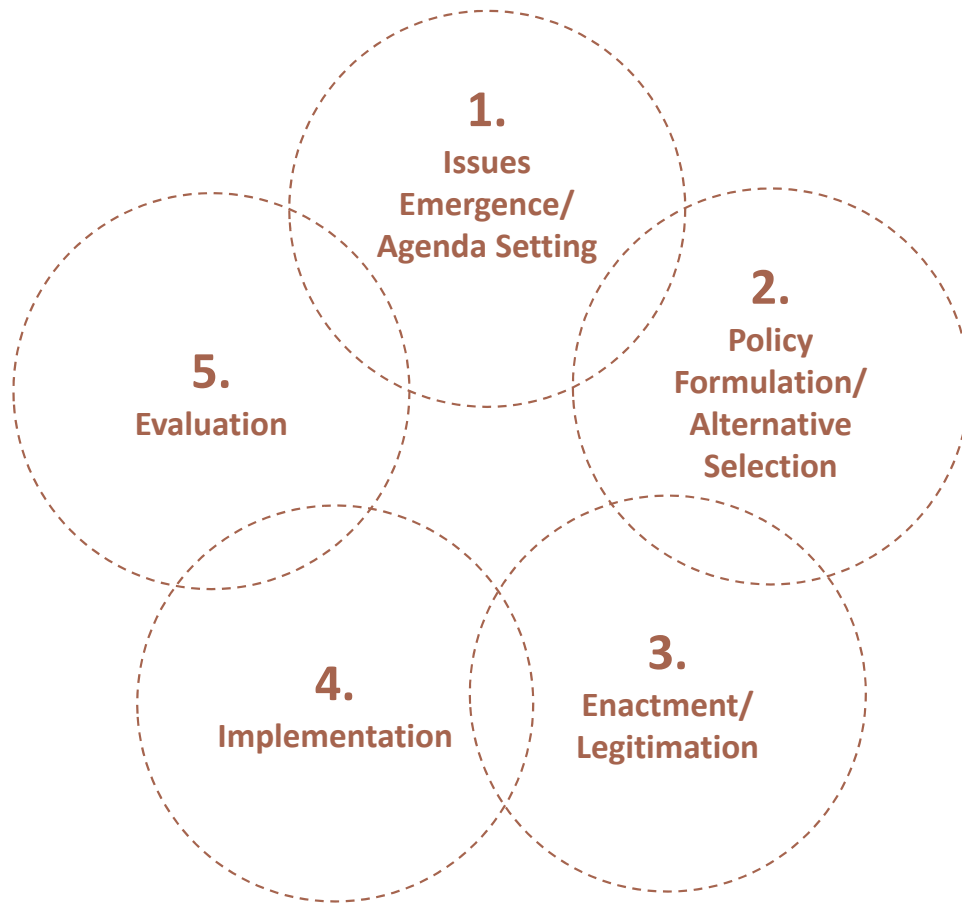 1.
Issues
Emergence/
Agenda Setting
2.
Policy
Formulation/
Alternative
Selection
3.
Enactment/
Legitimation
4.
Implementation
5.
Evaluation